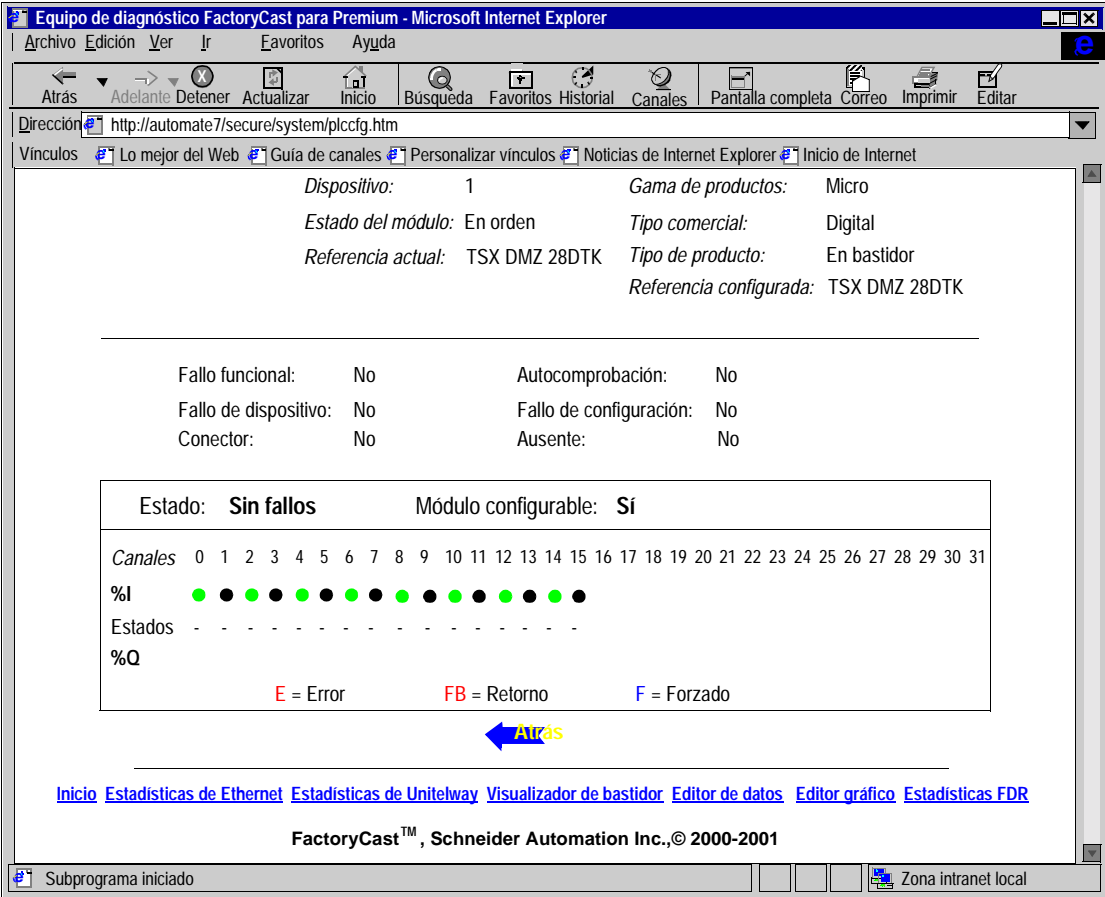 Equipo de diagnóstico FactoryCast para Premium - Microsoft Internet Explorer
Archivo Edición Ver Ir Favoritos Ayuda
Atrás Adelante Detener Actualizar Inicio Búsqueda Favoritos Historial Canales Pantalla completa Correo Imprimir Editar
Dirección http://automate7/secure/system/plccfg.htm
Vínculos Lo mejor del Web Guía de canales Personalizar vínculos Noticias de Internet Explorer Inicio de Internet
Dispositivo: 1 Gama de productos: Micro
Estado del módulo: En orden Tipo comercial: Digital
Referencia actual: TSX DMZ 28DTK Tipo de producto: En bastidor
Referencia configurada: TSX DMZ 28DTK
Fallo funcional: No Autocomprobación: No
Fallo de dispositivo: No Fallo de configuración: No
Conector: No Ausente: No
Estado: Sin fallos Módulo configurable: Sí
Canales 0 1 2 3 4 5 6 7 8 9 10 11 12 13 14 15 16 17 18 19 20 21 22 23 24 25 26 27 28 29 30 31
%I
Estados - - - - - - - - - - - - - - - -
%Q
E = Error FB = Retorno F = Forzado
Atrás
Inicio Estadísticas de Ethernet Estadísticas de Unitelway Visualizador de bastidor Editor de datos Editor gráfico Estadísticas FDR
FactoryCast™, Schneider Automation Inc.,© 2000-2001
Subprograma iniciado Zona intranet local